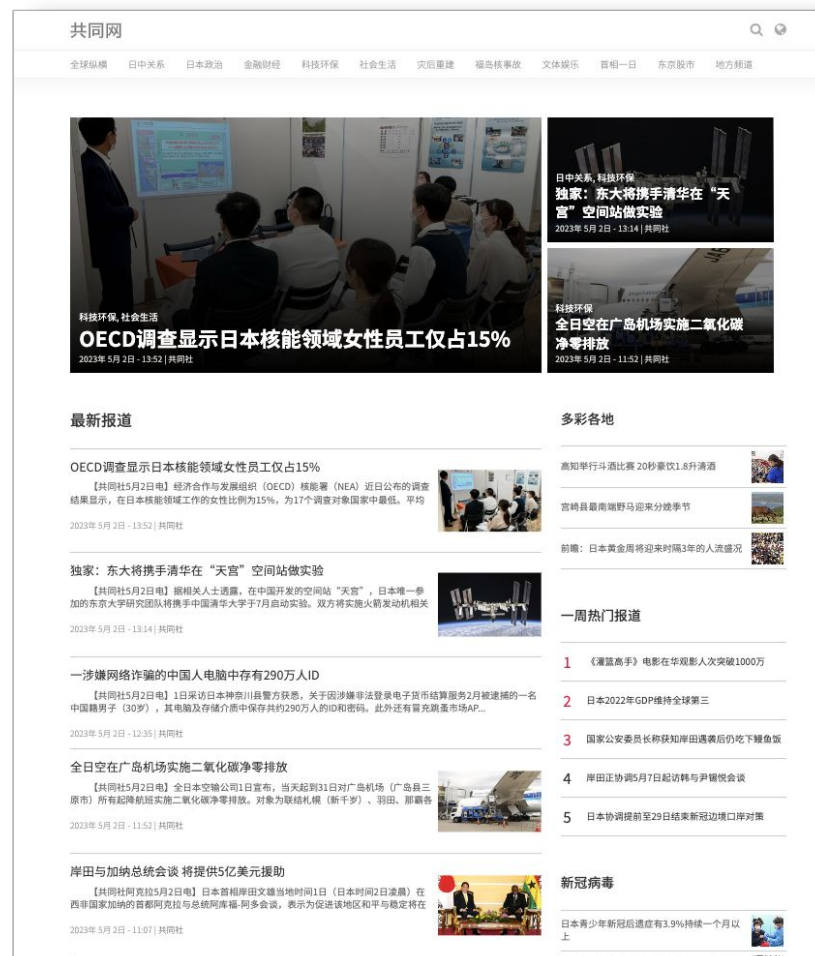 共同网
全球纵横 日中关系 日本政治 金融财经 科技环保 社会生活 灾后重建 福岛核事故 文体娱乐 首相一日 东京股市 地方频道
科技环保, 社会生活
OECD调查显示日本核能领域女性员工仅占15%
2023年 5月 2日 - 13:52 | 共同社
日中关系, 科技环保
独家：东大将携手清华在“天
宫”空间站做实验
2023年 5月 2日 - 13:14 | 共同社
科技环保
全日空在广岛机场实施二氧化碳
净零排放
2023年 5月 2日 - 11:52 | 共同社
最新报道
OECD调查显示日本核能领域女性员工仅占15%
【共同社5月2日电】经济合作与发展组织（OECD）核能署（NEA）近日公布的调查
结果显示，在日本核能领域工作的女性比例为15%，为17个调查对象国家中最低。平均
2023年 5月 2日 - 13:52 | 共同社
独家：东大将携手清华在“天宫”空间站做实验
【共同社5月2日电】据相关人士透露，在中国开发的空间站“天宫”，日本唯一参
加的东京大学研究团队将携手中国清华大学于7月启动实验。双方将实施火箭发动机相关
2023年 5月 2日 - 13:14 | 共同社
一涉嫌网络诈骗的中国人电脑中存有290万人ID
【共同社5月2日电】1日采访日本神奈川县警方获悉，关于因涉嫌非法登录电子货币结算服务2月被逮捕的一名
中国籍男子（30岁），其电脑及存储介质中保存共约290万人的ID和密码。此外还有冒充跳蚤市场AP...
2023年 5月 2日 - 12:35 | 共同社
全日空在广岛机场实施二氧化碳净零排放
【共同社5月2日电】全日本空输公司1日宣布，当天起到31日对广岛机场（广岛县三
原市）所有起降航班实施二氧化碳净零排放。对象为联结札幌（新千岁）、羽田、那霸各
2023年 5月 2日 - 11:52 | 共同社
岸田与加纳总统会谈 将提供5亿美元援助
【共同社阿克拉5月2日电】日本首相岸田文雄当地时间1日（日本时间2日凌晨）在
西非国家加纳的首都阿克拉与总统阿库福-阿多会谈，表示为促进该地区和平与稳定将在
2023年 5月 2日 - 11:07 | 共同社
多彩各地
高知举行斗酒比赛 20秒豪饮1.8升清酒
宫崎县最南端野马迎来分娩季节
前瞻：日本黄金周将迎来时隔3年的人流盛况
一周热门报道
1 《灌篮高手》电影在华观影人次突破1000万
2 日本2022年GDP维持全球第三
3 国家公安委员长称获知岸田遇袭后仍吃下鳗鱼饭
4 岸田正协调5月7日起访韩与尹锡悦会谈
5 日本协调提前至29日结束新冠边境口岸对策
新冠病毒
日本青少年新冠后遗症有3.9%持续一个月以
上